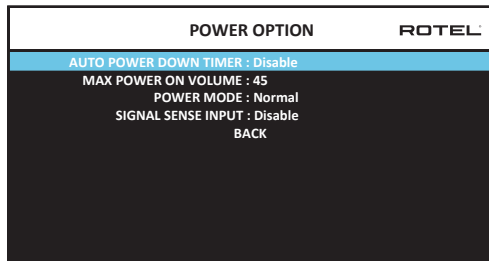 POWER OPTION ROTEL
AUTO POWER DOWN TIMER : Disable
MAX POWER ON VOLUME : 45
POWER MODE : Normal
SIGNAL SENSE INPUT : Disable
BACK